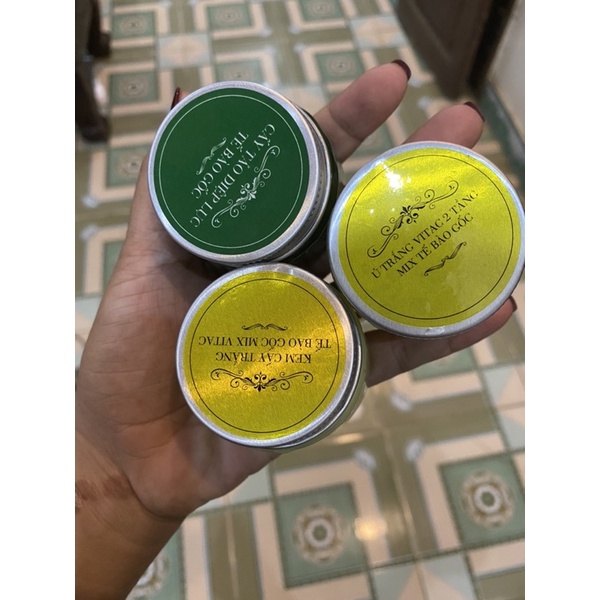 CẤY TẢO DIỆP LỤC
TẾ BÀO GỐC
Ủ TRẮNG VITAC 2 TẦNG
MIX TẾ BÀO GỐC
KEM CẤY TRẮNG
TẾ BÀO GỐC MIX VITAC